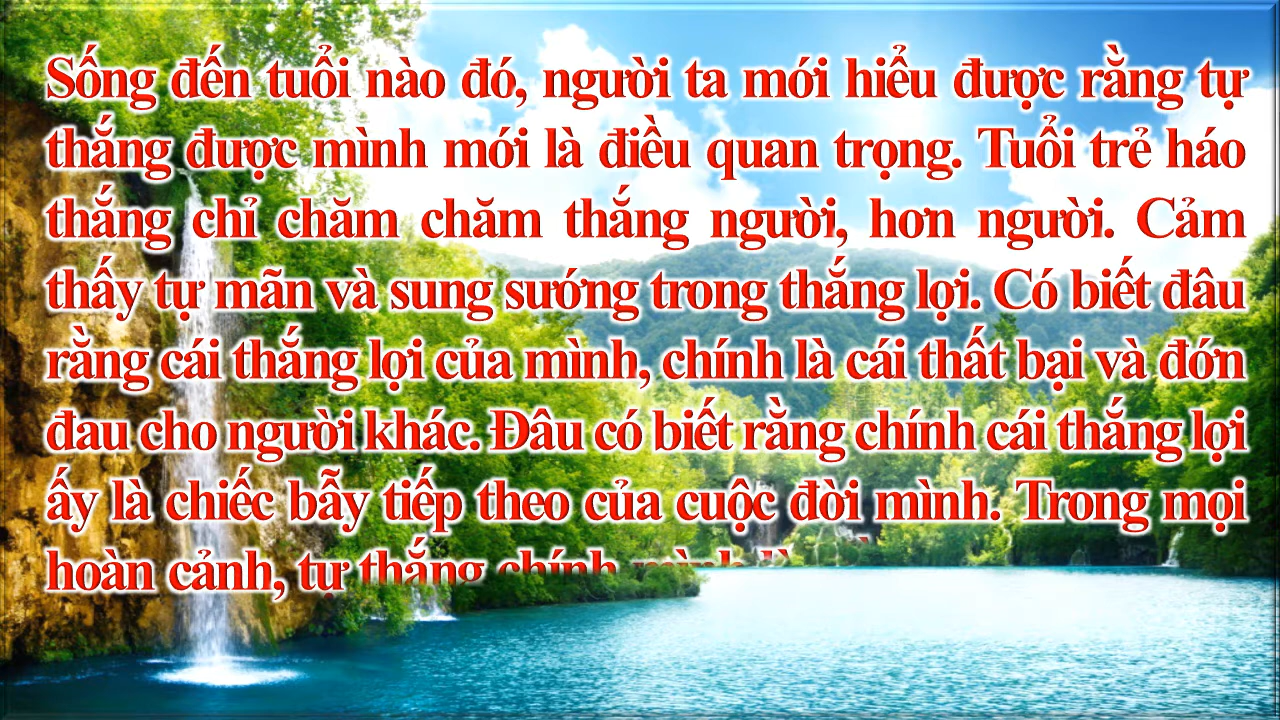 Sống đến tuổi nào đó, người ta mới hiểu được rằng tự
thắng được mình mới là điều quan trọng. Tuổi trẻ háo
thắng chỉ chăm chăm thắng người, hơn người. Cảm
thấy tự mãn và sung sướng trong thắng lợi. Có biết đâu
rằng cái thắng lợi của mình, chính là cái thất bại và đớn
đau cho người khác. Đâu có biết rằng chính cái thắng lợi
ấy là chiếc bẫy tiếp theo của cuộc đời mình. Trong mọi
hoàn cảnh, tự thắng chính mình